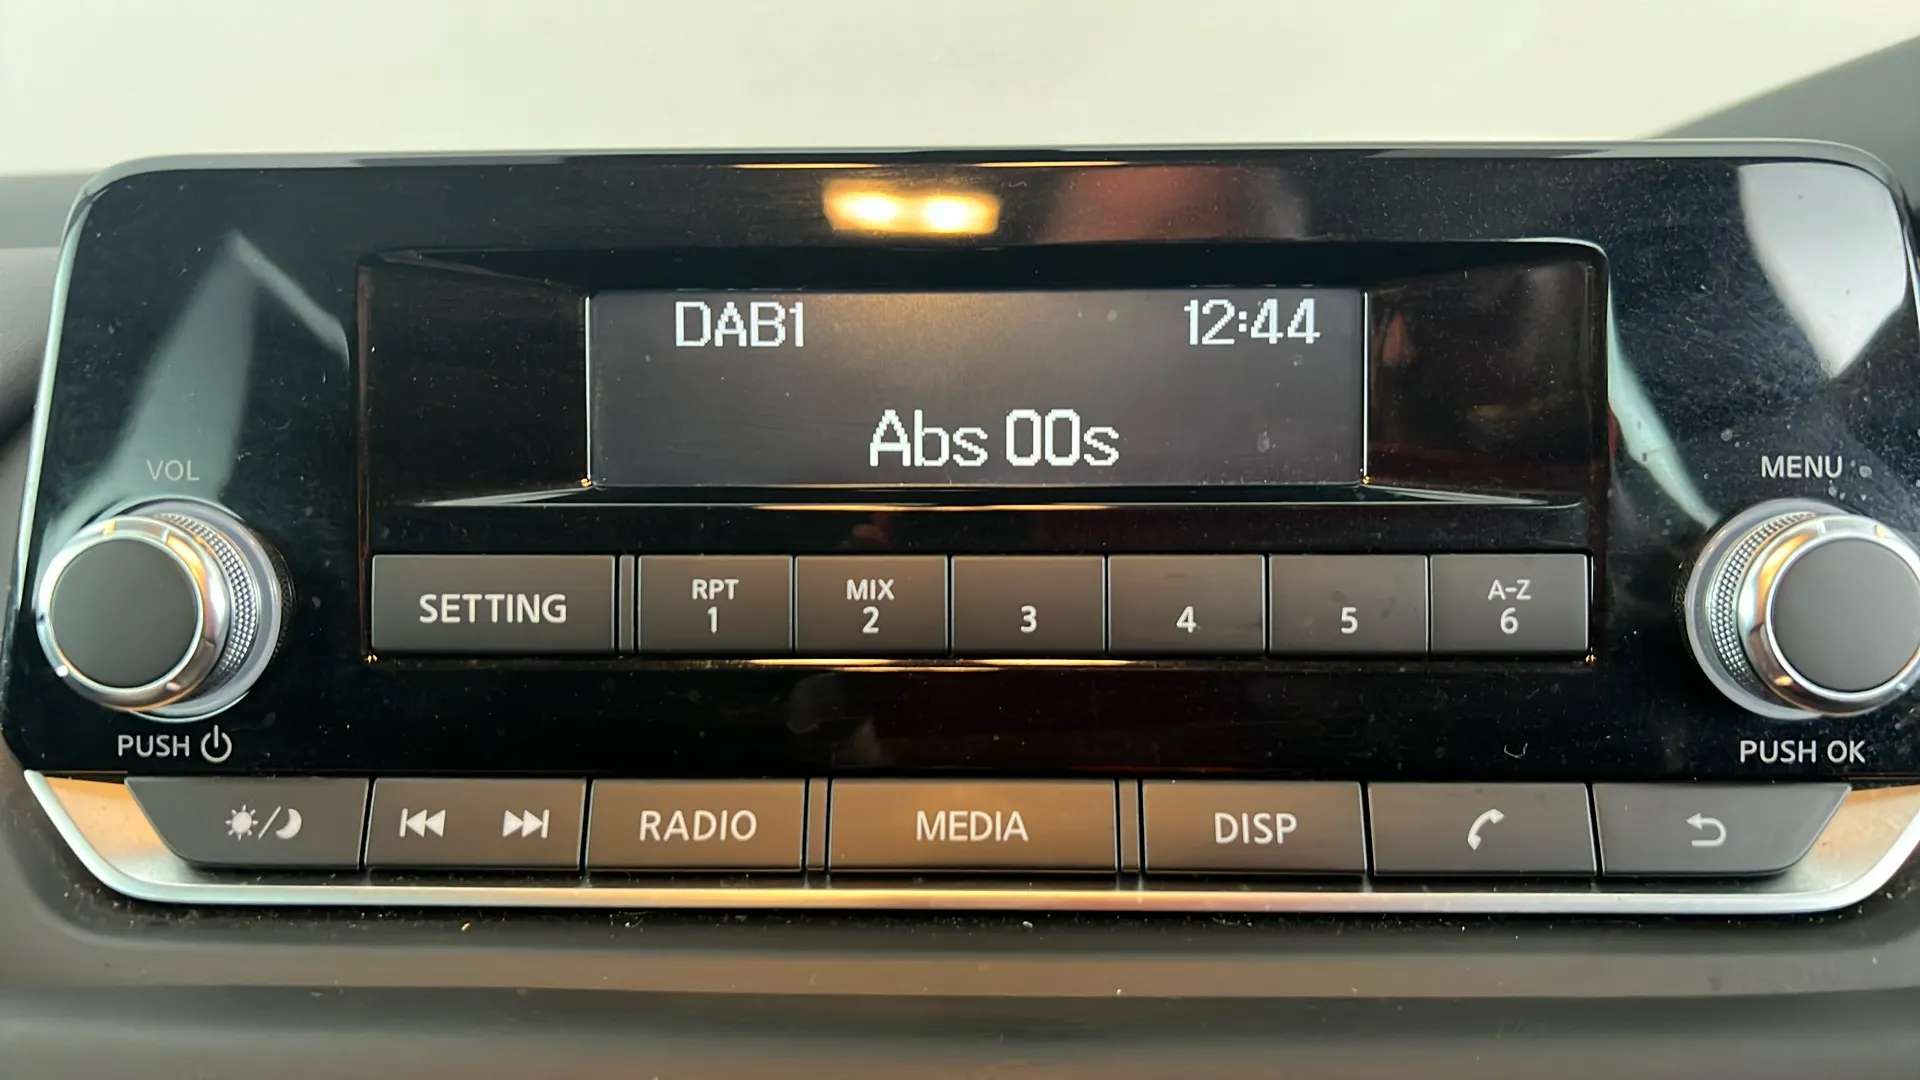 DAB1 12:44
Abs 00s
VOL
MENU
SETTING
RPT
1
MIX
2
3
4
5
A-Z
6
PUSH
PUSH OK
RADIO
MEDIA
DISP